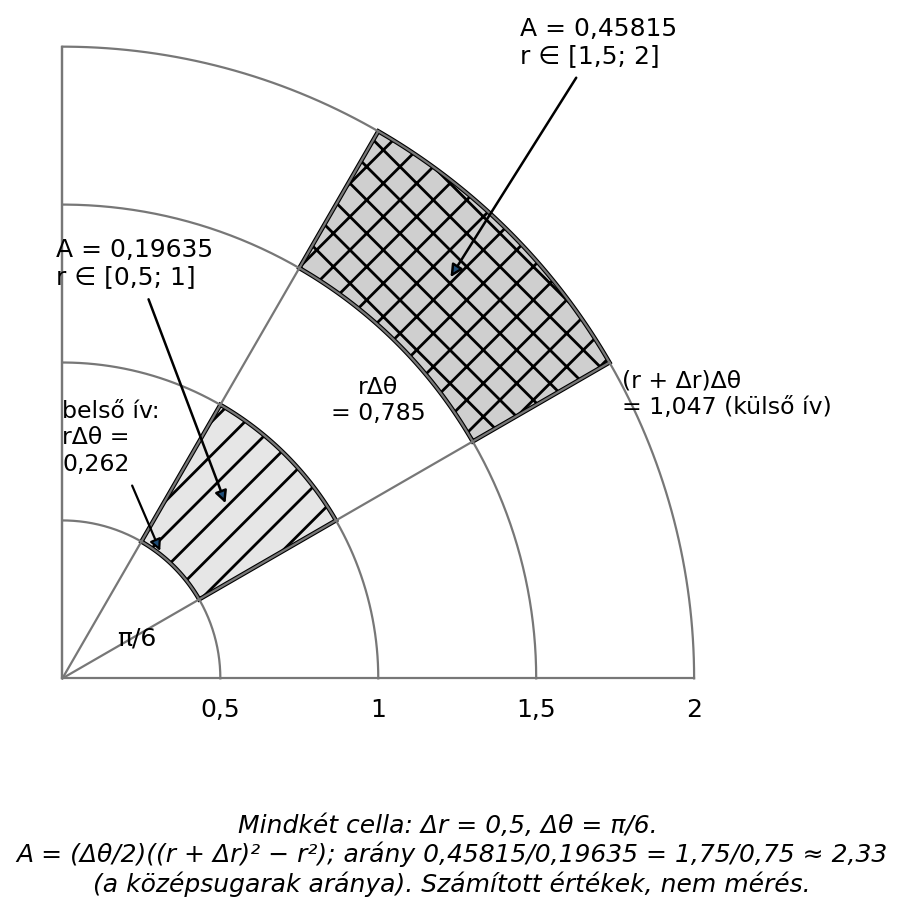 A = 0,45815
r ∈ [1,5; 2]
A = 0,19635
r ∈ [0,5; 1]
(r + Δr)Δθ
= 1,047 (külső ív)
rΔθ
= 0,785
belső ív:
rΔθ =
0,262
π/6
0,5
1
1,5
2
Mindkét cella: Δr = 0,5, Δθ = π/6.
A = (Δθ/2)((r + Δr)² − r²); arány 0,45815/0,19635 = 1,75/0,75 ≈ 2,33
(a középsugarak aránya). Számított értékek, nem mérés.